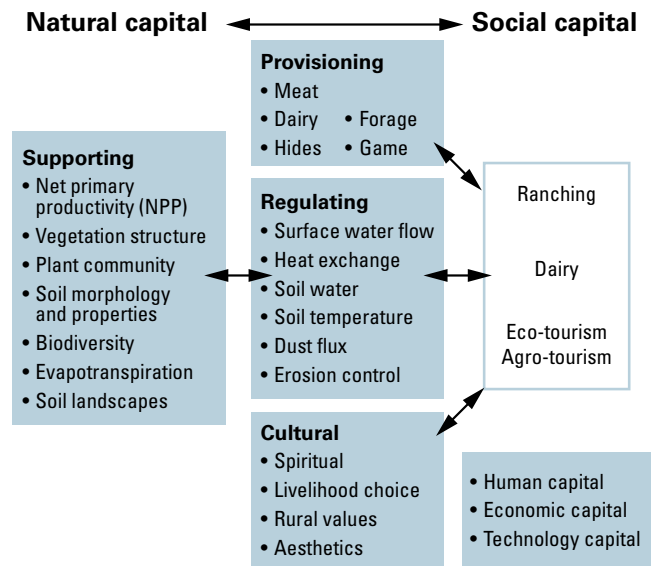 Natural capital
Social capital
Provisioning
• Meat
• Dairy • Forage
• Hides • Game
Supporting
• Net primary
productivity (NPP)
• Vegetation structure
• Plant community
• Soil morphology
and properties
• Biodiversity
• Evapotranspiration
• Soil landscapes
Regulating
• Surface water flow
• Heat exchange
• Soil water
• Soil temperature
• Dust flux
• Erosion control
Ranching
Dairy
Eco-tourism
Agro-tourism
Cultural
• Spiritual
• Livelihood choice
• Rural values
• Aesthetics
• Human capital
• Economic capital
• Technology capital